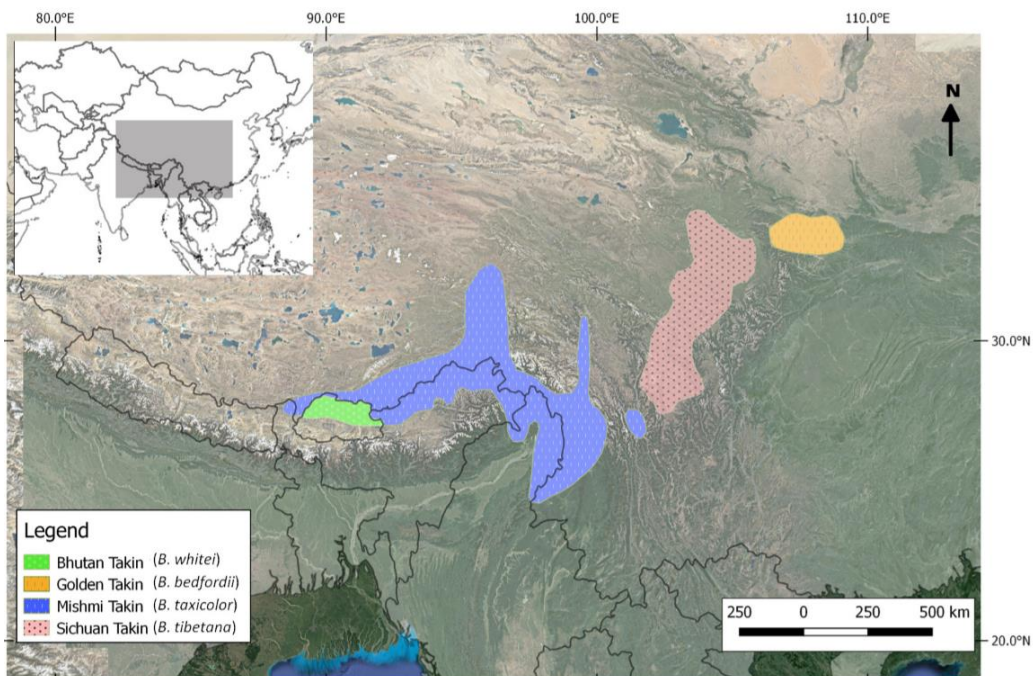 80.0°E 90.0°E 100.0°E 110.0°E
N
30.0°N
Legend
Bhutan Takin (B. whitei)
Golden Takin (B. bedfordii)
Mishmi Takin (B. taxicolor)
Sichuan Takin (B. tibetana)
250 0 250 500 km
20.0°N